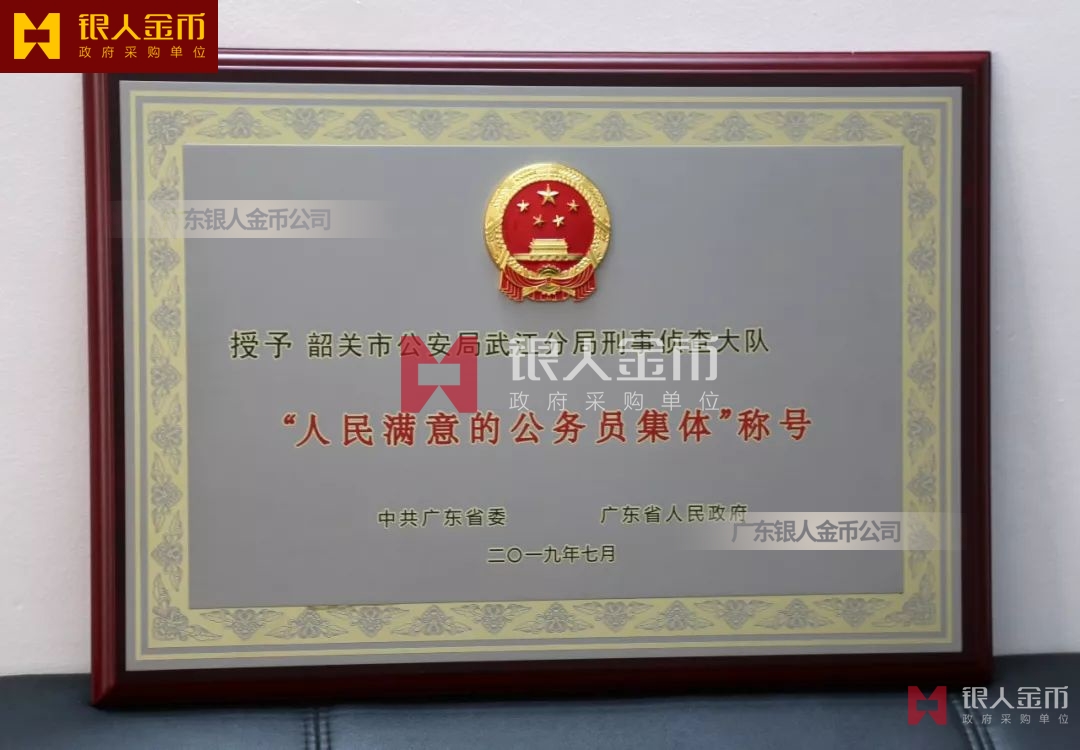 银人金币
政府采购单位
广东银人金币公司
授予 韶关市公安局武江分局刑事侦查大队
银人金币
政府采购单位
“人民满意的公务员集体”称号
中共广东省委 广东省人民政府
广东银人金币公司
二〇一九年七月
银人金币
政府采购单位